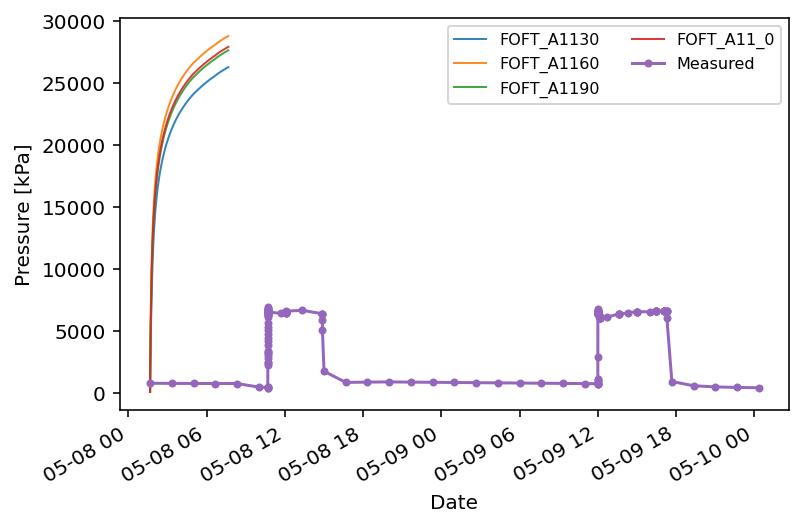 30000
25000
20000
15000
10000
5000
0
Pressure [kPa]
FOFT_A1130
FOFT_A1160
FOFT_A1190
FOFT_A11_0
Measured
05-08 00
05-08 06
05-08 12
05-08 18
05-09 00
05-09 06
05-09 12
05-09 18
05-10 00
Date